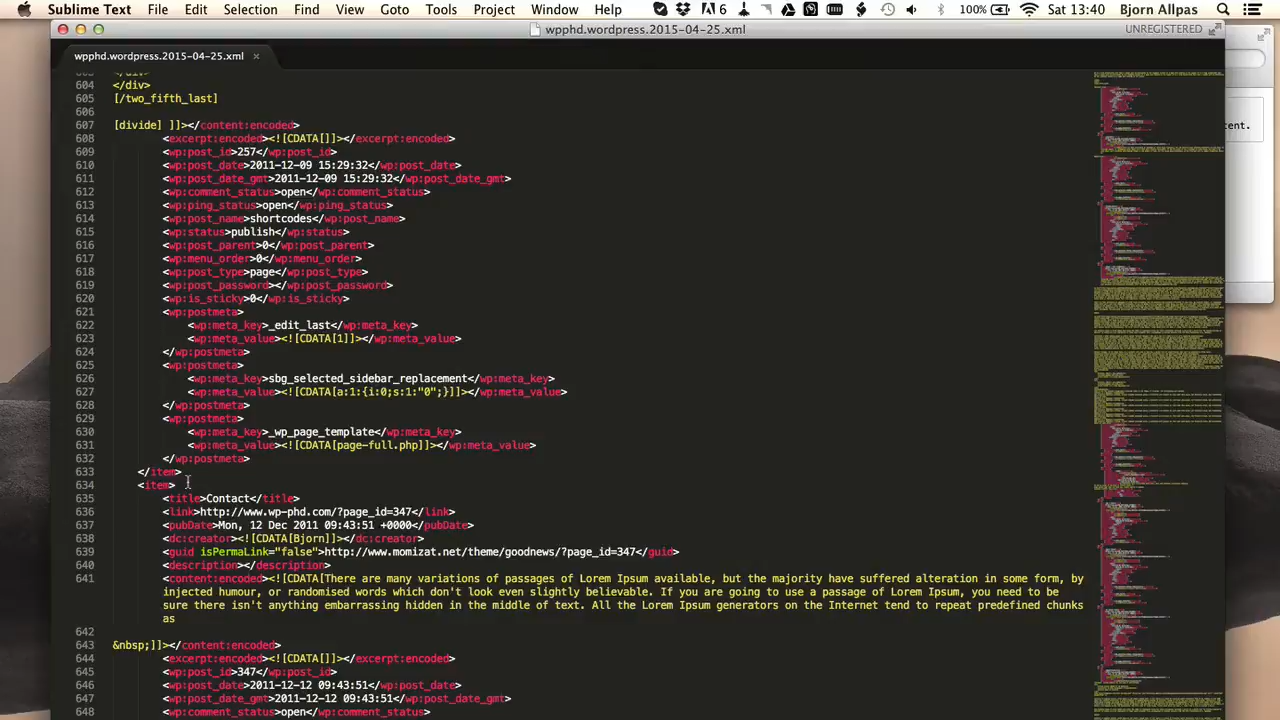 Sublime Text File Edit Selection Find View Goto Tools Project Window Help 6 100% Sat 13:40 Bjorn Allpas
wpphd.wordpress.2015-04-25.xml UNREGISTERED
wpphd.wordpress.2015-04-25.xml ×
603 </div>
604 </div>
605 [/two_fifth_last]
606
607 [divide] ]]></content:encoded>
608 <excerpt:encoded><![CDATA[]]></excerpt:encoded>
609 <wp:post_id>257</wp:post_id>
610 <wp:post_date>2011-12-09 15:29:32</wp:post_date>
611 <wp:post_date_gmt>2011-12-09 15:29:32</wp:post_date_gmt>
612 <wp:comment_status>open</wp:comment_status>
613 <wp:ping_status>open</wp:ping_status>
614 <wp:post_name>shortcodes</wp:post_name>
615 <wp:status>publish</wp:status>
616 <wp:post_parent>0</wp:post_parent>
617 <wp:menu_order>0</wp:menu_order>
618 <wp:post_type>page</wp:post_type>
619 <wp:post_password></wp:post_password>
620 <wp:is_sticky>0</wp:is_sticky>
621 <wp:postmeta>
622 <wp:meta_key>_edit_last</wp:meta_key>
623 <wp:meta_value><![CDATA[1]]></wp:meta_value>
624 </wp:postmeta>
625 <wp:postmeta>
626 <wp:meta_key>sbg_selected_sidebar_replacement</wp:meta_key>
627 <wp:meta_value><![CDATA[a:1:{i:0;s:1:"0";}]]></wp:meta_value>
628 </wp:postmeta>
629 <wp:postmeta>
630 <wp:meta_key>_wp_page_template</wp:meta_key>
631 <wp:meta_value><![CDATA[page-full.php]]></wp:meta_value>
632 </wp:postmeta>
633 </item>
634 <item>
635 <title>Contact</title>
636 <link>http://www.wp-phd.com/?page_id=347</link>
637 <pubDate>Mon, 12 Dec 2011 09:43:51 +0000</pubDate>
638 <dc:creator><![CDATA[Bjorn]]></dc:creator>
639 <guid isPermaLink="false">http://www.momizat.net/theme/goodnews/?page_id=347</guid>
640 <description></description>
641 <content:encoded><![CDATA[There are many variations of passages of Lorem Ipsum available, but the majority have suffered alteration in some form, by
injected humour, or randomised words which don't look even slightly believable. If you are going to use a passage of Lorem Ipsum, you need to be
sure there isn't anything embarrassing hidden in the middle of text. All the Lorem Ipsum generators on the Internet tend to repeat predefined chunks
as
642
643 &nbsp;]]></content:encoded>
644 <excerpt:encoded><![CDATA[]]></excerpt:encoded>
645 <wp:post_id>347</wp:post_id>
646 <wp:post_date>2011-12-12 09:43:51</wp:post_date>
647 <wp:post_date_gmt>2011-12-12 09:43:51</wp:post_date_gmt>
648 <wp:comment_status>open</wp:comment_status>